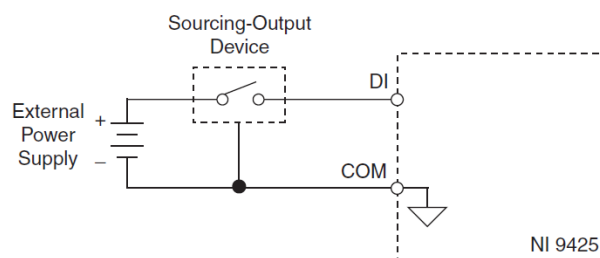 Sourcing-Output
Device
DI
External
Power
Supply
+
–
COM
NI 9425